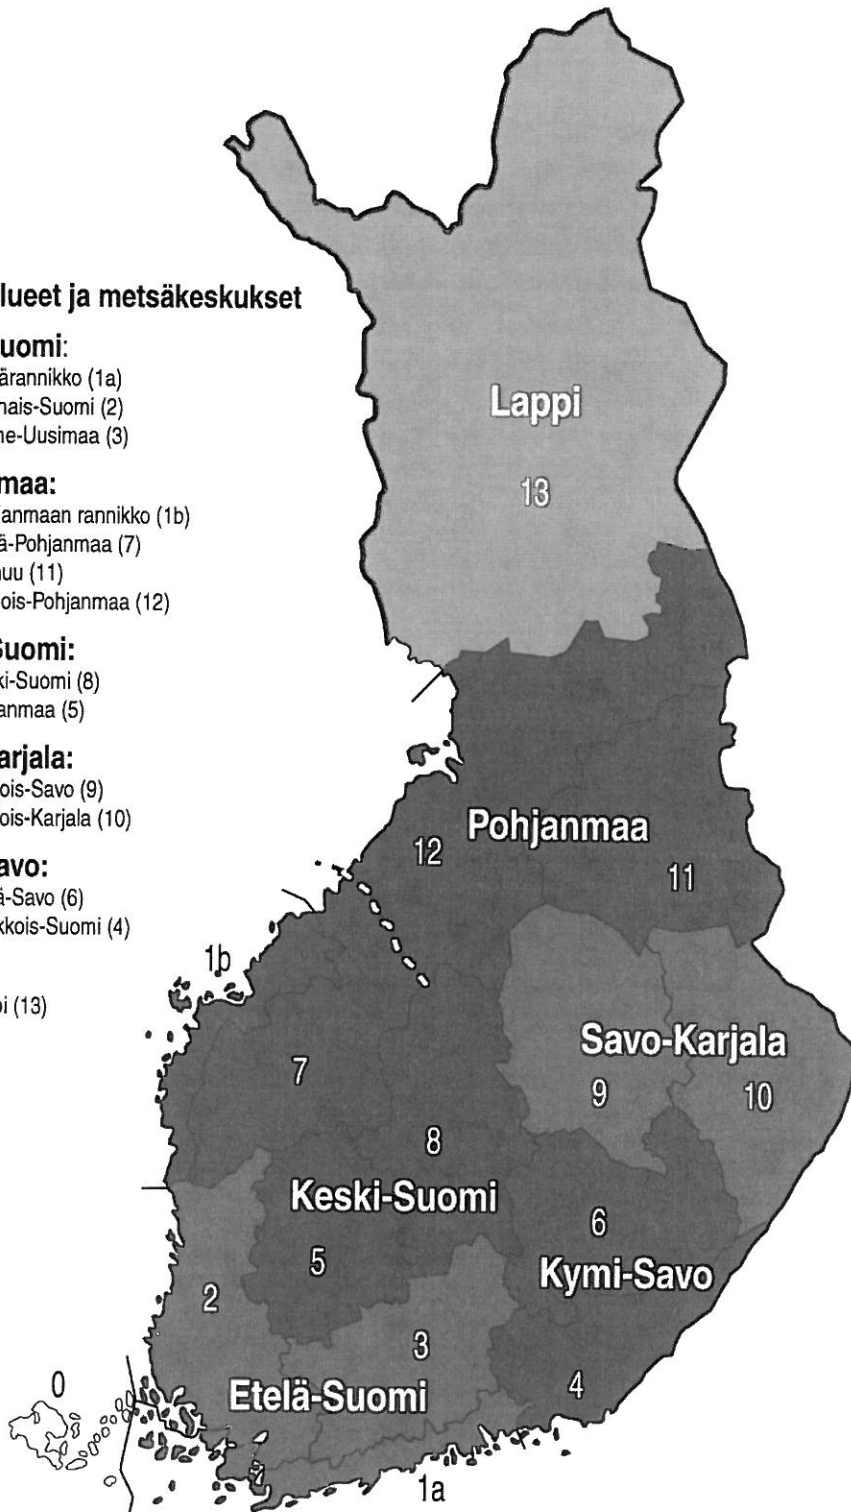 lueet ja metsäkeskukset
uomi:
ärannikko (1a)
nais-Suomi (2)
ne-Uusimaa (3)
maa:
janmaan rannikko (1b)
ä-Pohjanmaa (7)
nuu (11)
ois-Pohjanmaa (12)
Suomi:
ki-Suomi (8)
anmaa (5)
arjala:
ois-Savo (9)
ois-Karjala (10)
avo:
ä-Savo (6)
kkois-Suomi (4)
pi (13)
Lappi
13
Pohjanmaa
12
11
1b
Savo-Karjala
7
9
10
8
Keski-Suomi
6
5
Kymi-Savo
2
3
0
Etelä-Suomi
4
1a